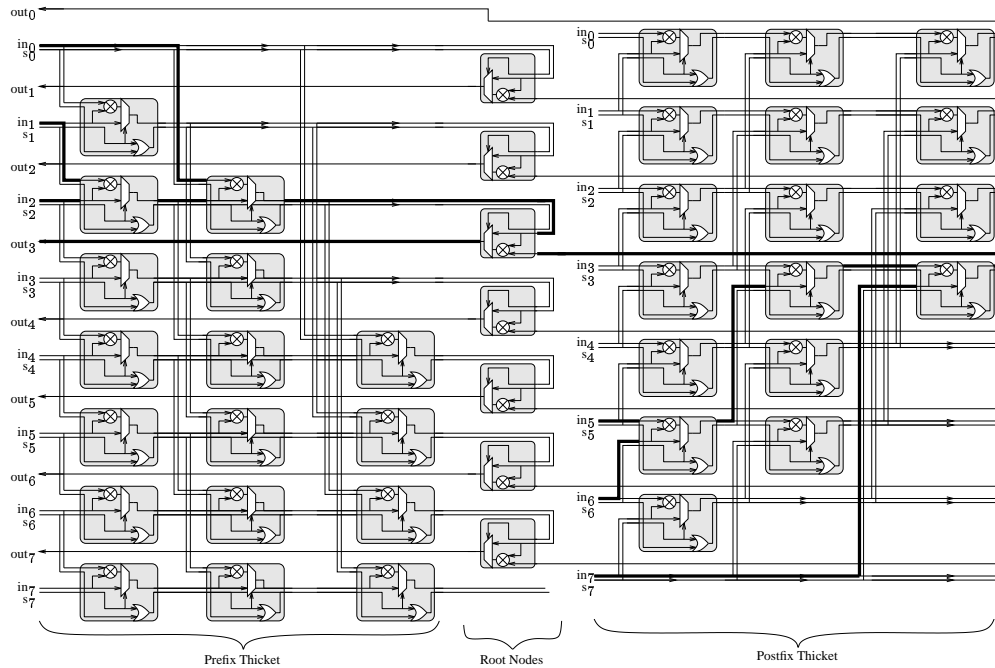 out0
in0
s0
out1
in1
s1
out2
in2
s2
out3
in3
s3
out4
in4
s4
out5
in5
s5
out6
in6
s6
out7
in7
s7
in0
s0
in1
s1
in2
s2
in3
s3
in4
s4
in5
s5
in6
s6
in7
s7
Prefix Thicket
Root Nodes
Postfix Thicket